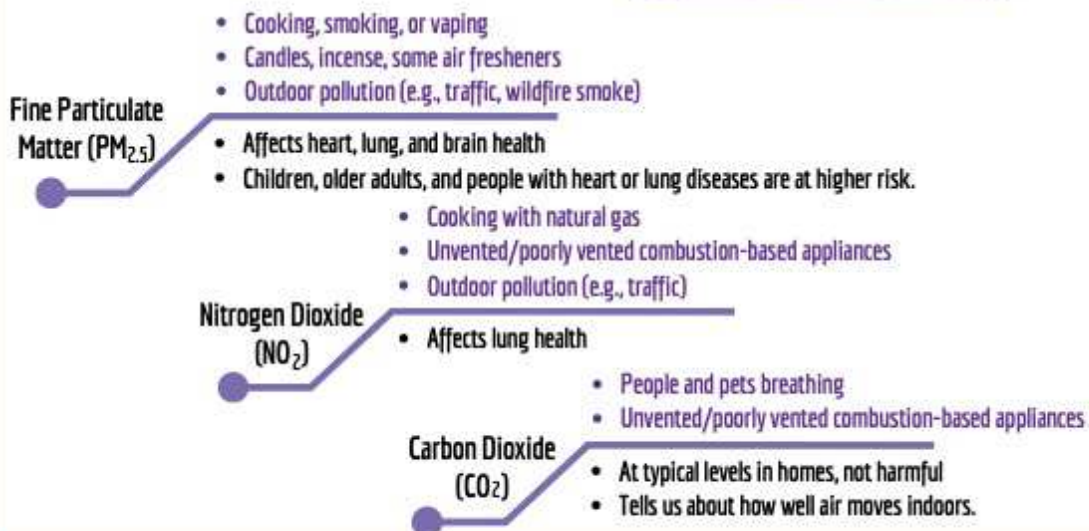 • Cooking, smoking, or vaping
• Candles, incense, some air fresheners
• Outdoor pollution (e.g., traffic, wildfire smoke)
Fine Particulate
Matter (PM2.5)
• Affects heart, lung, and brain health
• Children, older adults, and people with heart or lung diseases are at higher risk.
• Cooking with natural gas
• Unvented/poorly vented combustion-based appliances
• Outdoor pollution (e.g., traffic)
Nitrogen Dioxide
(NO2)
• Affects lung health
• People and pets breathing
• Unvented/poorly vented combustion-based appliances
Carbon Dioxide
(CO2)
• At typical levels in homes, not harmful
• Tells us about how well air moves indoors.